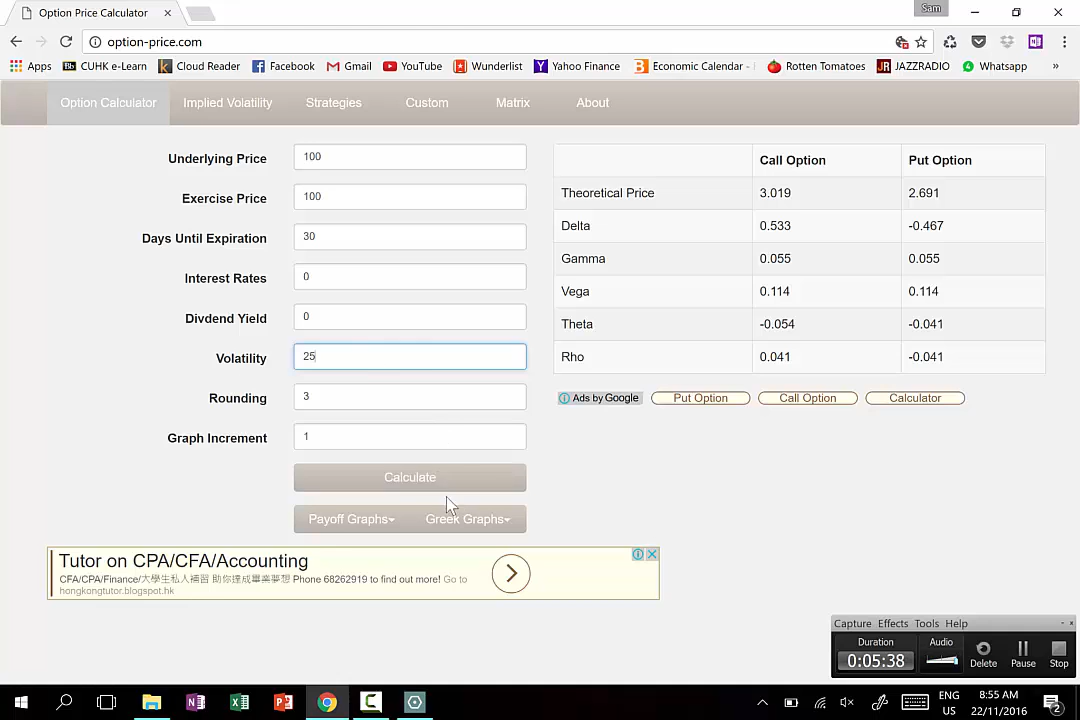 Option Price Calculator
Sam
option-price.com
Apps CUHK e-Learn Cloud Reader Facebook Gmail YouTube Wunderlist Yahoo Finance Economic Calendar - Rotten Tomatoes JAZZRADIO Whatsapp »
Option Calculator Implied Volatility Strategies Custom Matrix About
Underlying Price 100
Exercise Price 100
Days Until Expiration 30
Interest Rates 0
Divdend Yield 0
Volatility 25
Rounding 3
Graph Increment 1
Calculate
Payoff Graphs Greek Graphs
Call Option Put Option
Theoretical Price 3.019 2.691
Delta 0.533 -0.467
Gamma 0.055 0.055
Vega 0.114 0.114
Theta -0.054 -0.041
Rho 0.041 -0.041
Ads by Google Put Option Call Option Calculator
Tutor on CPA/CFA/Accounting
CFA/CPA/Finance/大學生私人補習 助你達成畢業夢想 Phone 68262919 to find out more! Go to
hongkongtutor.blogspot.hk
Capture Effects Tools Help
Duration Audio
0:05:38 Delete Pause Stop
ENG 8:55 AM
US 22/11/2016 2